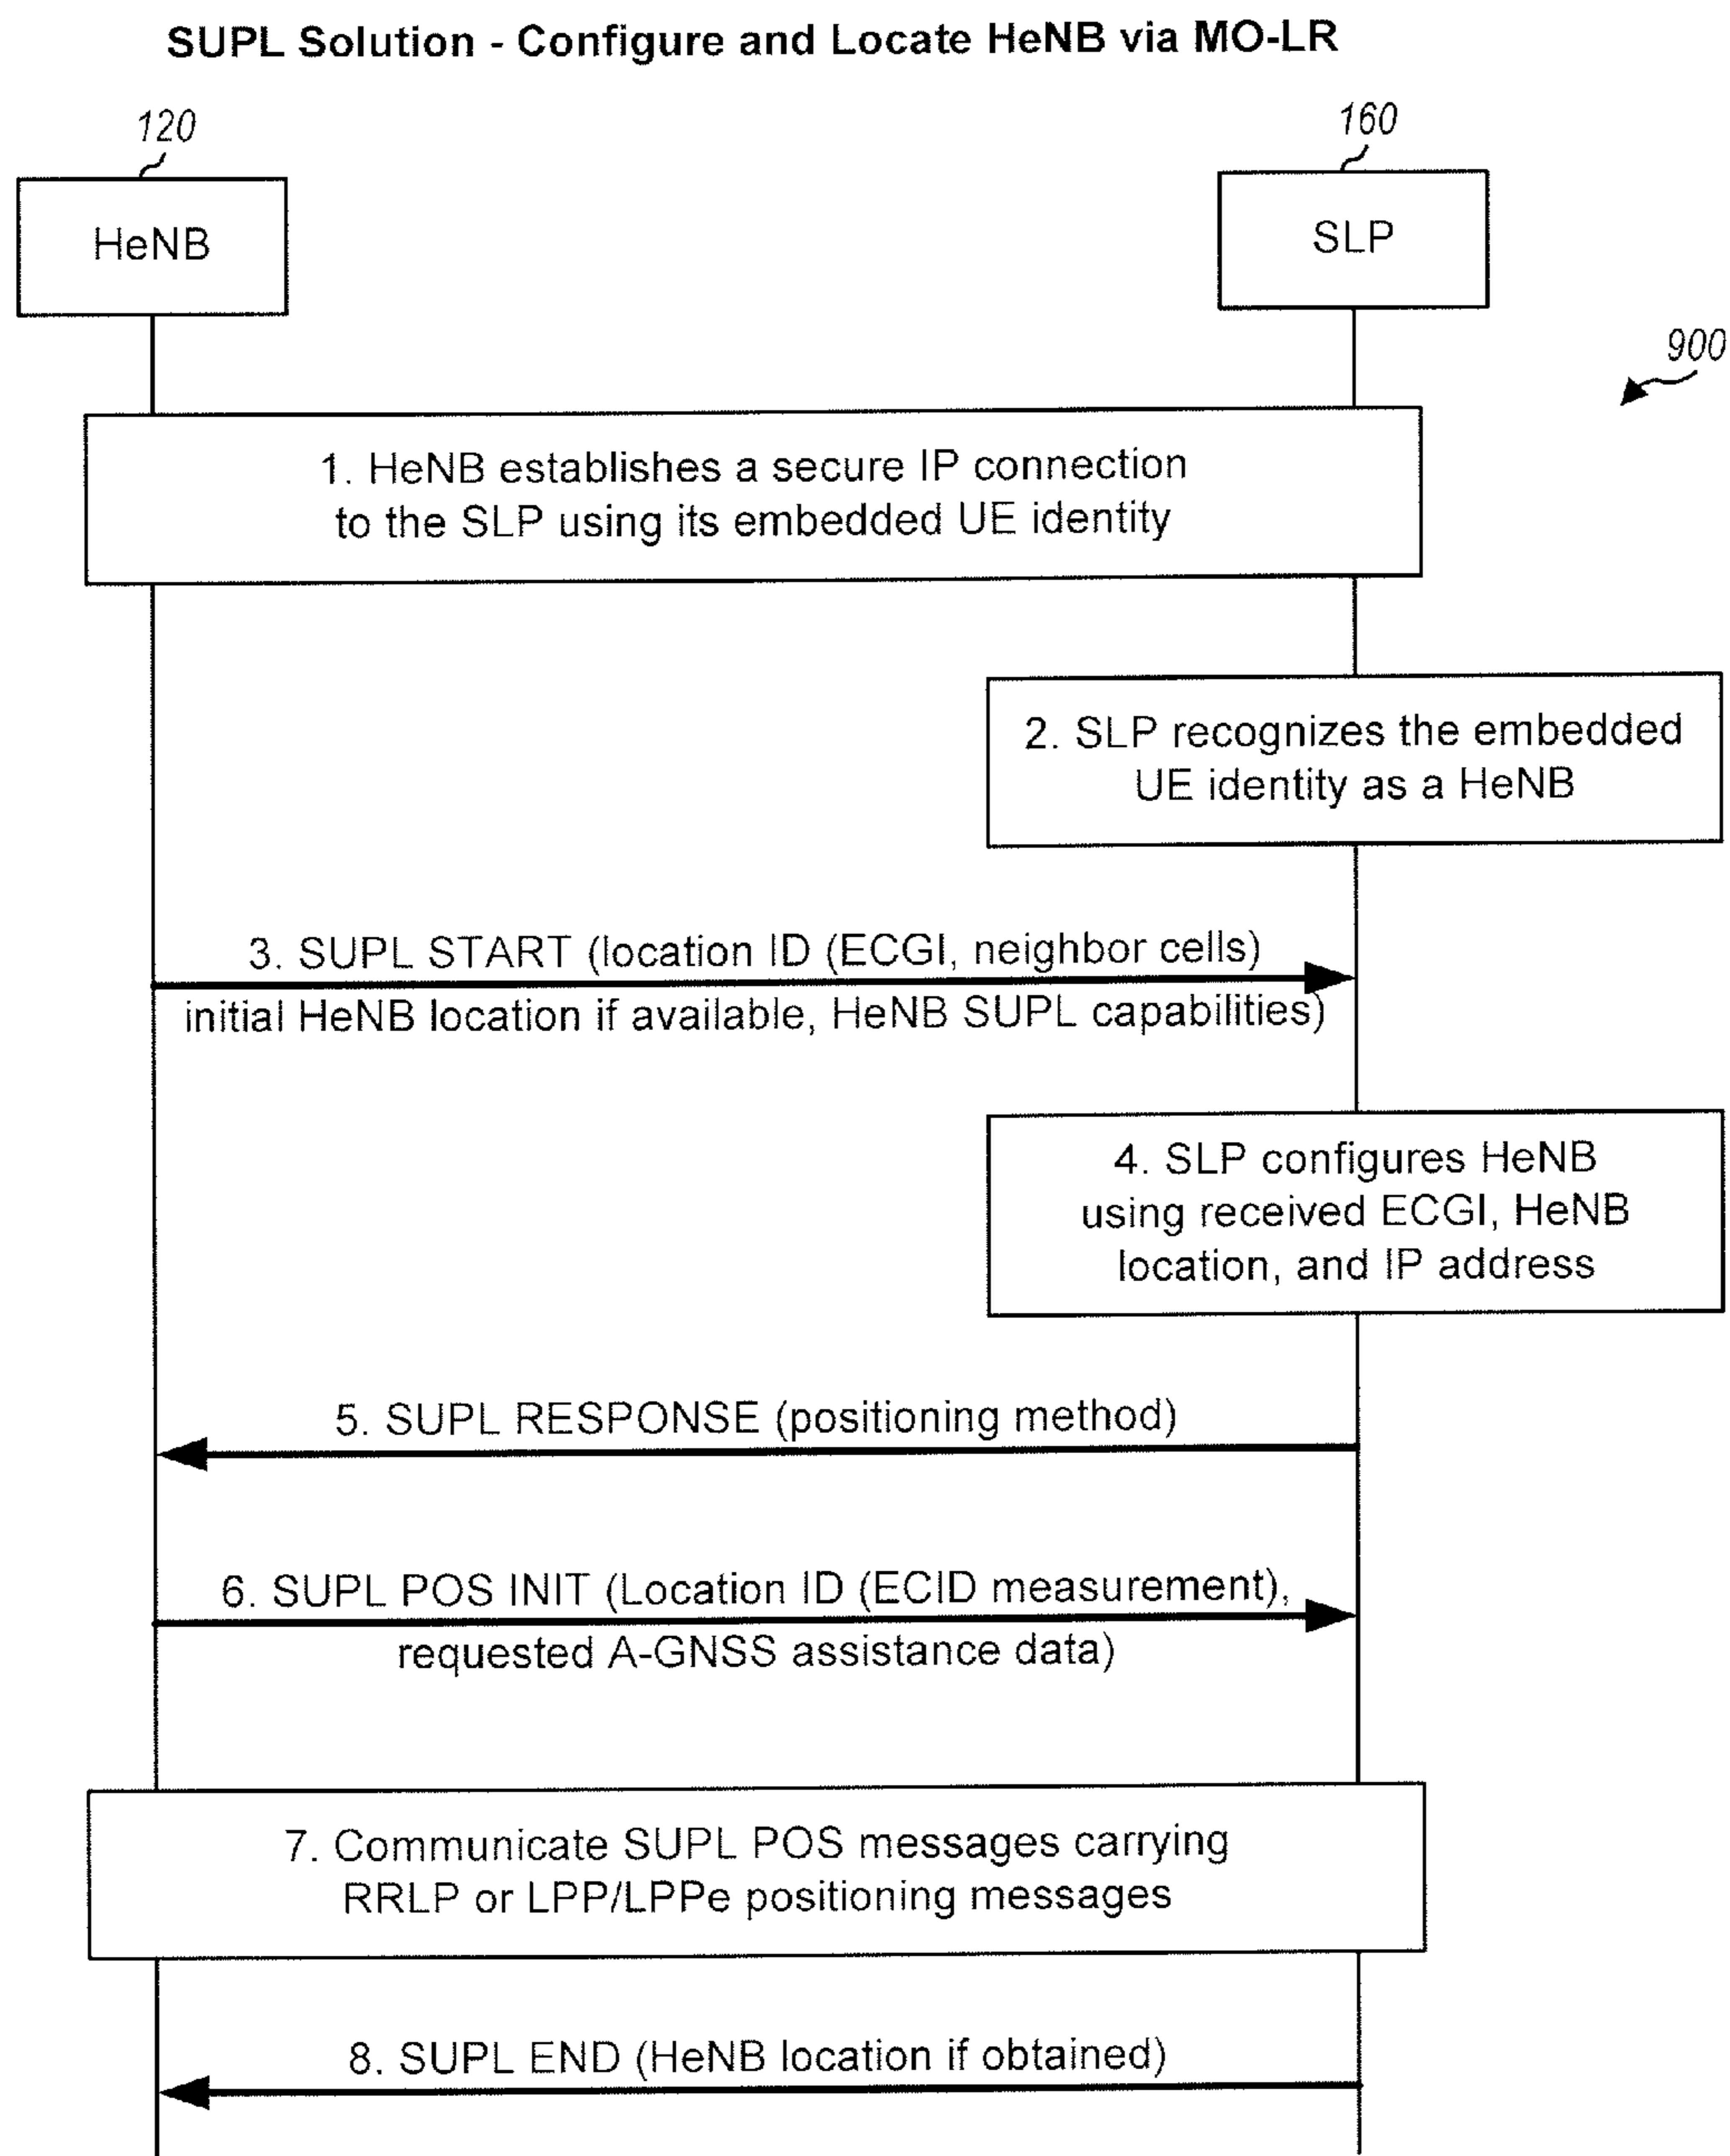 SUPL Solution - Configure and Locate HeNB via MO-LR
120
160
HeNB
SLP
900
1. HeNB establishes a secure IP connection
to the SLP using its embedded UE identity
2. SLP recognizes the embedded
UE identity as a HeNB
3. SUPL START (location ID (ECGI, neighbor cells)
initial HeNB location if available, HeNB SUPL capabilities)
4. SLP configures HeNB
using received ECGI, HeNB
location, and IP address
5. SUPL RESPONSE (positioning method)
6. SUPL POS INIT (Location ID (ECID measurement),
requested A-GNSS assistance data)
7. Communicate SUPL POS messages carrying
RRLP or LPP/LPPe positioning messages
8. SUPL END (HeNB location if obtained)